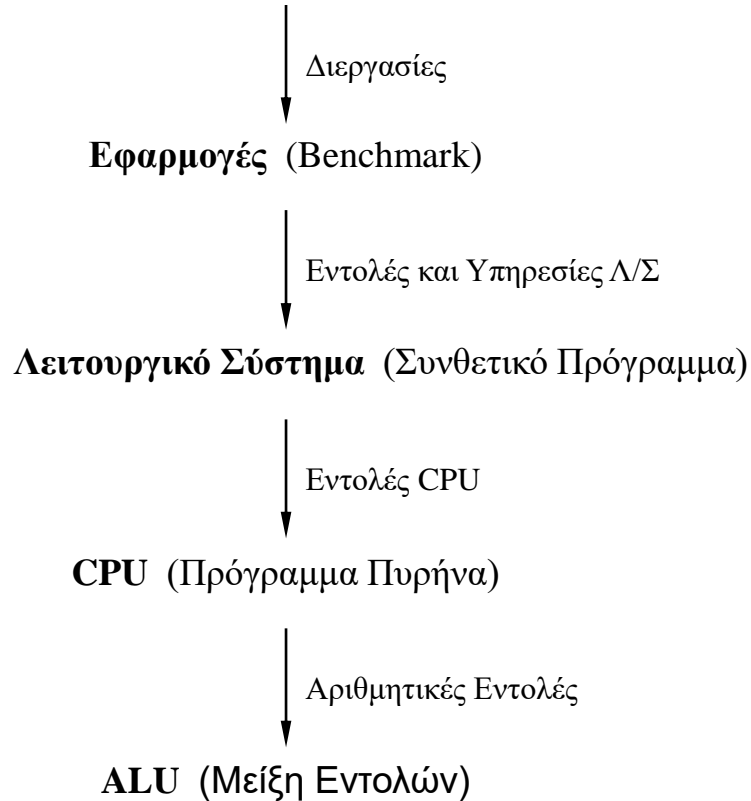 Διεργασίες
Εφαρμογές (Benchmark)
Εντολές και Υπηρεσίες Λ/Σ
Λειτουργικό Σύστημα (Συνθετικό Πρόγραμμα)
Εντολές CPU
CPU (Πρόγραμμα Πυρήνα)
Αριθμητικές Εντολές
ALU (Μείξη Εντολών)